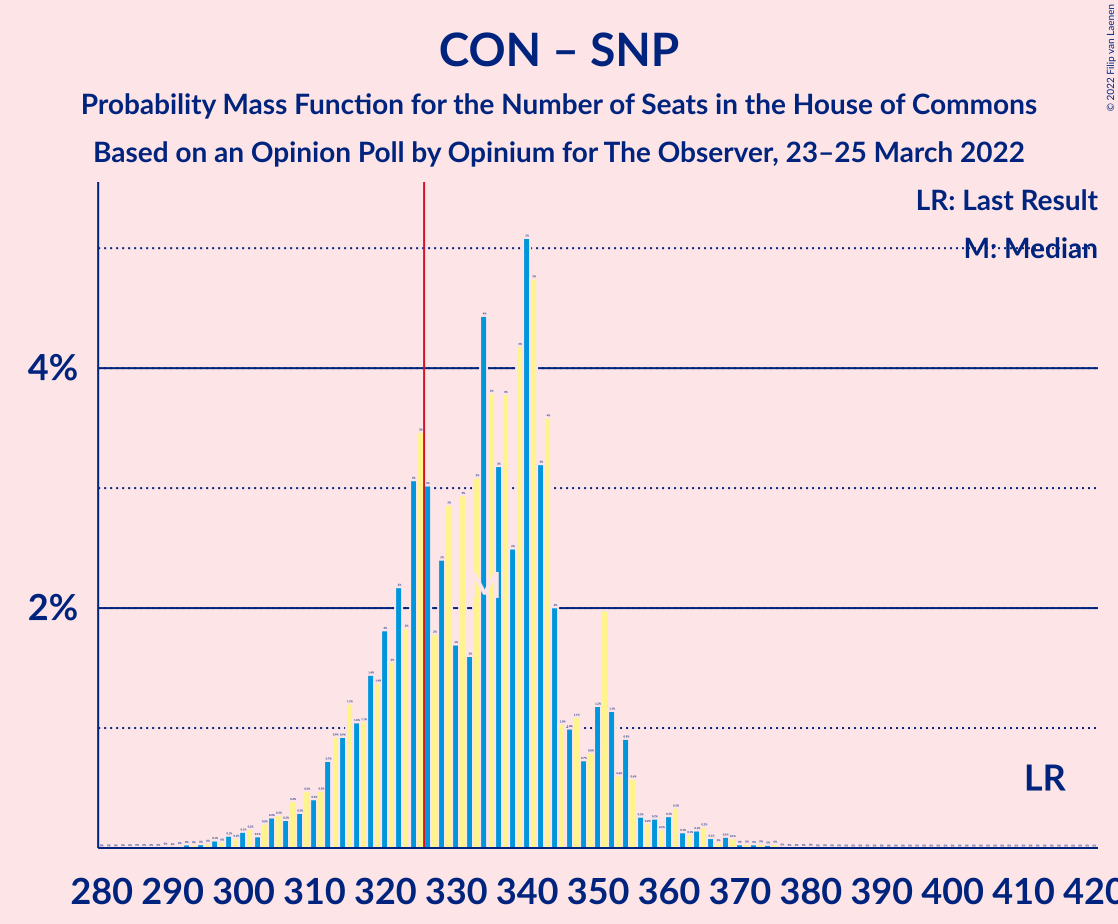 CON – SNP
Probability Mass Function for the Number of Seats in the House of Commons
Based on an Opinion Poll by Opinium for The Observer, 23–25 March 2022
© 2022 Filip van Laenen
LR: Last Result
M: Median
4%
2%
M
LR
280 290 300 310 320 330 340 350 360 370 380 390 400 410 420